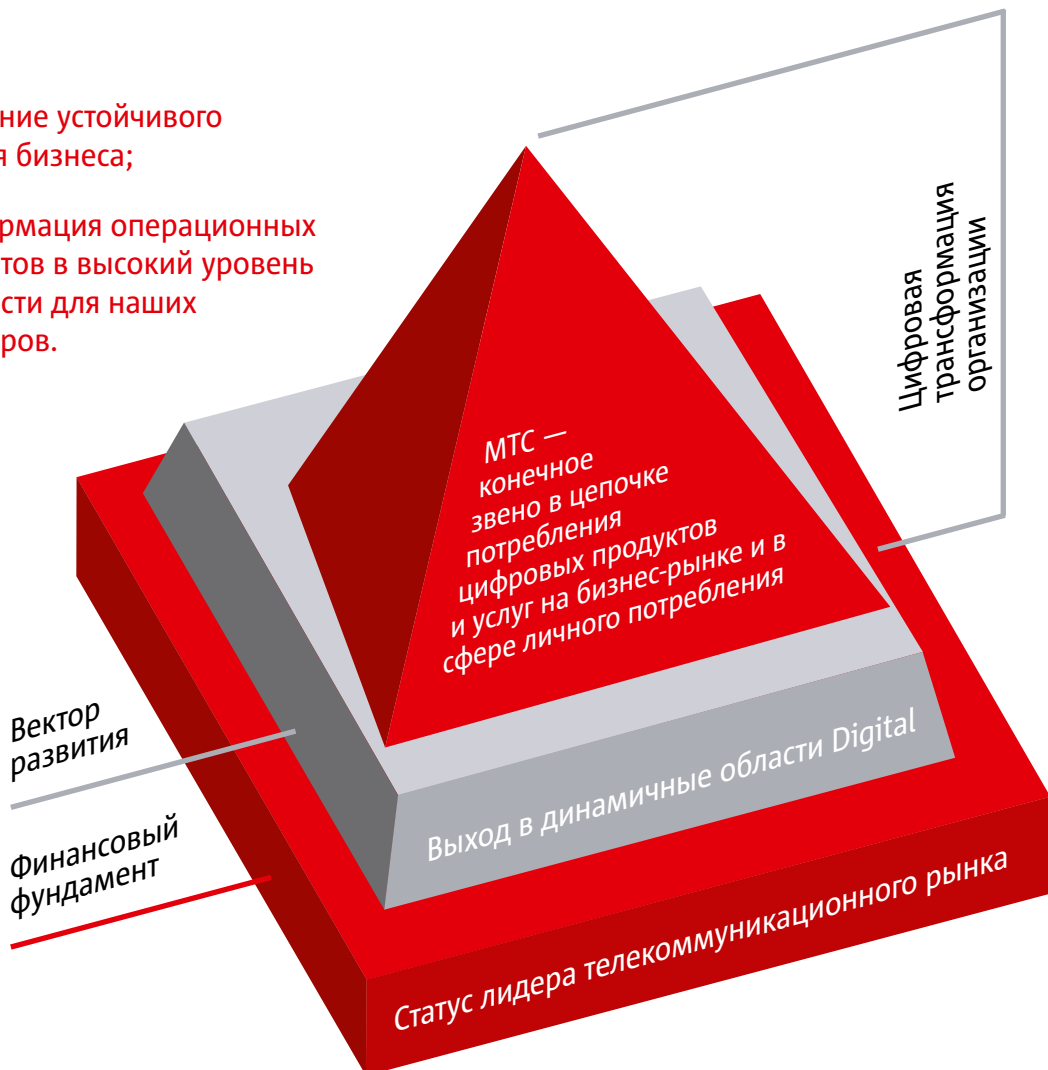 ние устойчивого
я бизнеса;
рмация операционных
тов в высокий уровень
сти для наших
ров.
Цифровая
трансформация
организации
МТС —
конечное
звено в цепочке
потребления
цифровых продуктов
и услуг на бизнес-рынке и в
сфере личного потребления
Вектор
развития
Выход в динамичные области Digital
Финансовый
фундамент
Статус лидера телекоммуникационного рынка